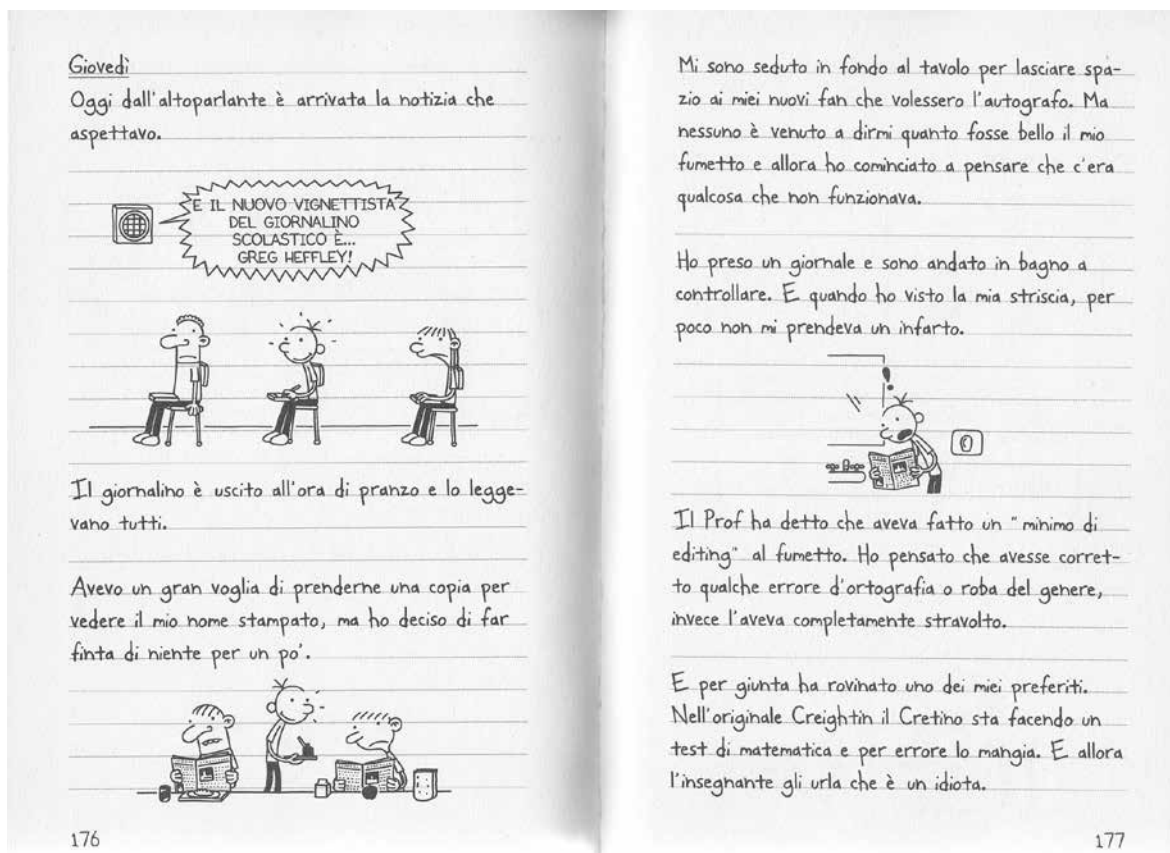 Giovedì
Oggi dall'altoparlante è arrivata la notizia che
aspettavo.
E IL NUOVO VIGNETTISTA
DEL GIORNALINO
SCOLASTICO È...
GREG HEFFLEY!
Il giornalino è uscito all'ora di pranzo e lo legge-
vano tutti.
Avevo un gran voglia di prenderne una copia per
vedere il mio nome stampato, ma ho deciso di far
finta di niente per un po'.
176
Mi sono seduto in fondo al tavolo per lasciare spa-
zio ai miei nuovi fan che volessero l'autografo. Ma
nessuno è venuto a dirmi quanto fosse bello il mio
fumetto e allora ho cominciato a pensare che c'era
qualcosa che non funzionava.
Ho preso un giornale e sono andato in bagno a
controllare. E quando ho visto la mia striscia, per
poco non mi prendeva un infarto.
!
Il Prof ha detto che aveva fatto un "minimo di
editing" al fumetto. Ho pensato che avesse corret-
to qualche errore d'ortografia o roba del genere,
invece l'aveva completamente stravolto.
E per giunta ha rovinato uno dei miei preferiti.
Nell'originale Creightin il Cretino sta facendo un
test di matematica e per errore lo mangia. E allora
l'insegnante gli urla che è un idiota.
177